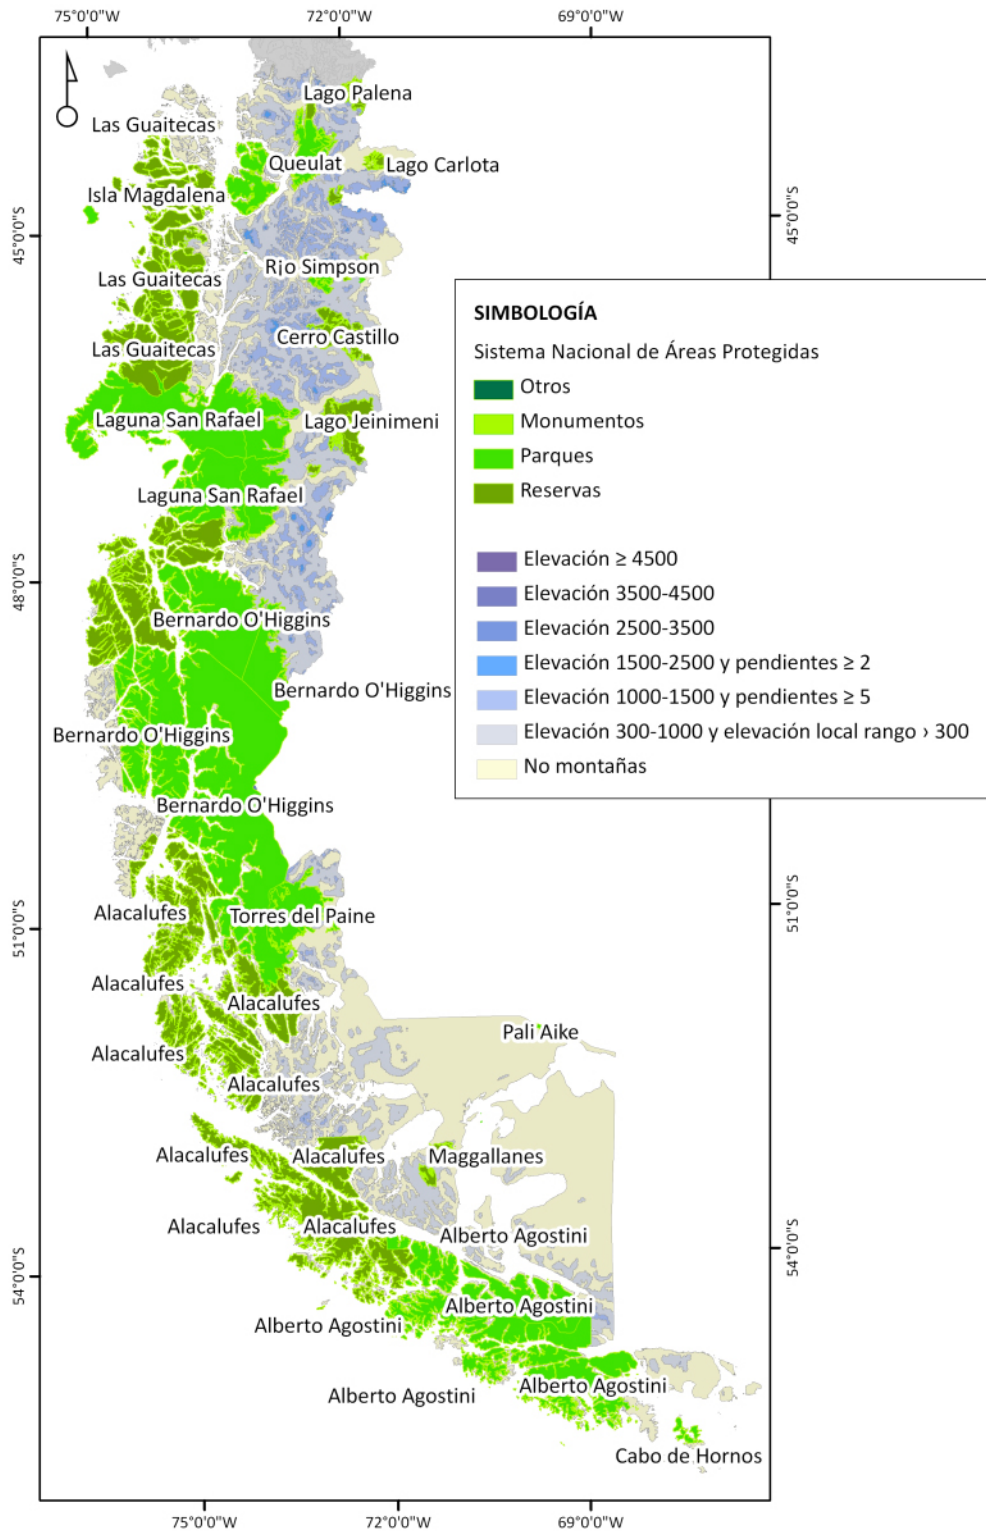 75°0'0"W 72°0'0"W 69°0'0"W
Lago Palena
Las Guaitecas
Queulat
Lago Carlota
Isla Magdalena
45°0'0"S
45°0'0"S
Rio Simpson
Las Guaitecas
Cerro Castillo
Las Guaitecas
Laguna San Rafael
Lago Jeinimeni
Laguna San Rafael
48°0'0"S
Bernardo O'Higgins
Bernardo O'Higgins
Bernardo O'Higgins
Bernardo O'Higgins
Alacalufes
Torres del Paine
51°0'0"S
51°0'0"S
Alacalufes
Alacalufes
Pali Aike
Alacalufes
Alacalufes
Alacalufes
Alacalufes
Maggallanes
Alacalufes
Alacalufes
Alberto Agostini
54°0'0"S
54°0'0"S
Alberto Agostini
Alberto Agostini
Alberto Agostini
Alberto Agostini
Cabo de Hornos
75°0'0"W 72°0'0"W 69°0'0"W
SIMBOLOGÍA
Sistema Nacional de Áreas Protegidas
Otros
Monumentos
Parques
Reservas
Elevación ≥ 4500
Elevación 3500-4500
Elevación 2500-3500
Elevación 1500-2500 y pendientes ≥ 2
Elevación 1000-1500 y pendientes ≥ 5
Elevación 300-1000 y elevación local rango › 300
No montañas